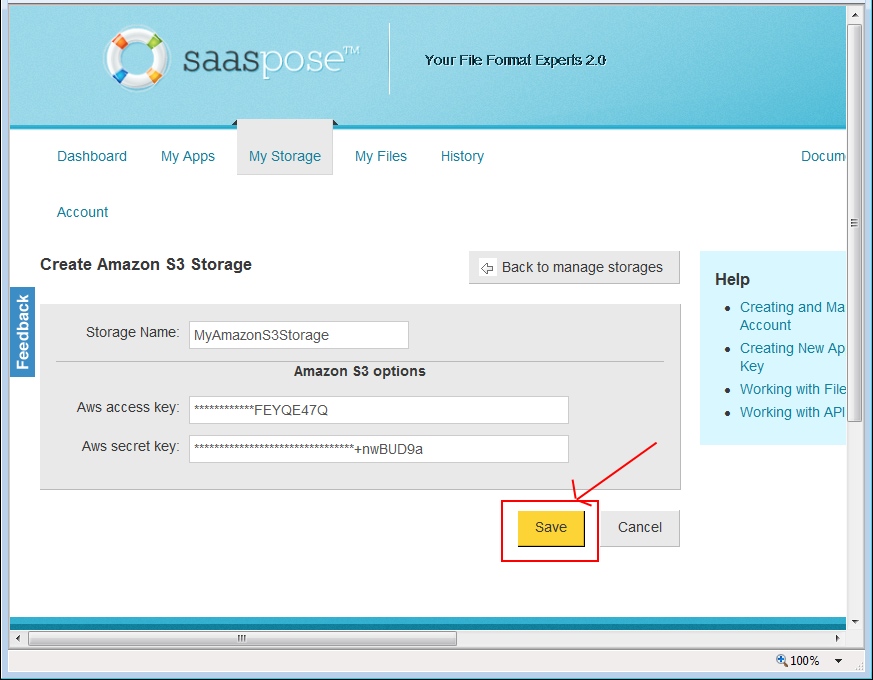 saaspose™
Your File Format Experts 2.0
Dashboard My Apps My Storage My Files History Docum
Account
Create Amazon S3 Storage
Back to manage storages
Feedback
Storage Name: MyAmazonS3Storage
Amazon S3 options
Aws access key: ************FEYQE47Q
Aws secret key: ********************************+nwBUD9a
Save Cancel
Help
Creating and Ma
Account
Creating New Ap
Key
Working with File
Working with API
100%